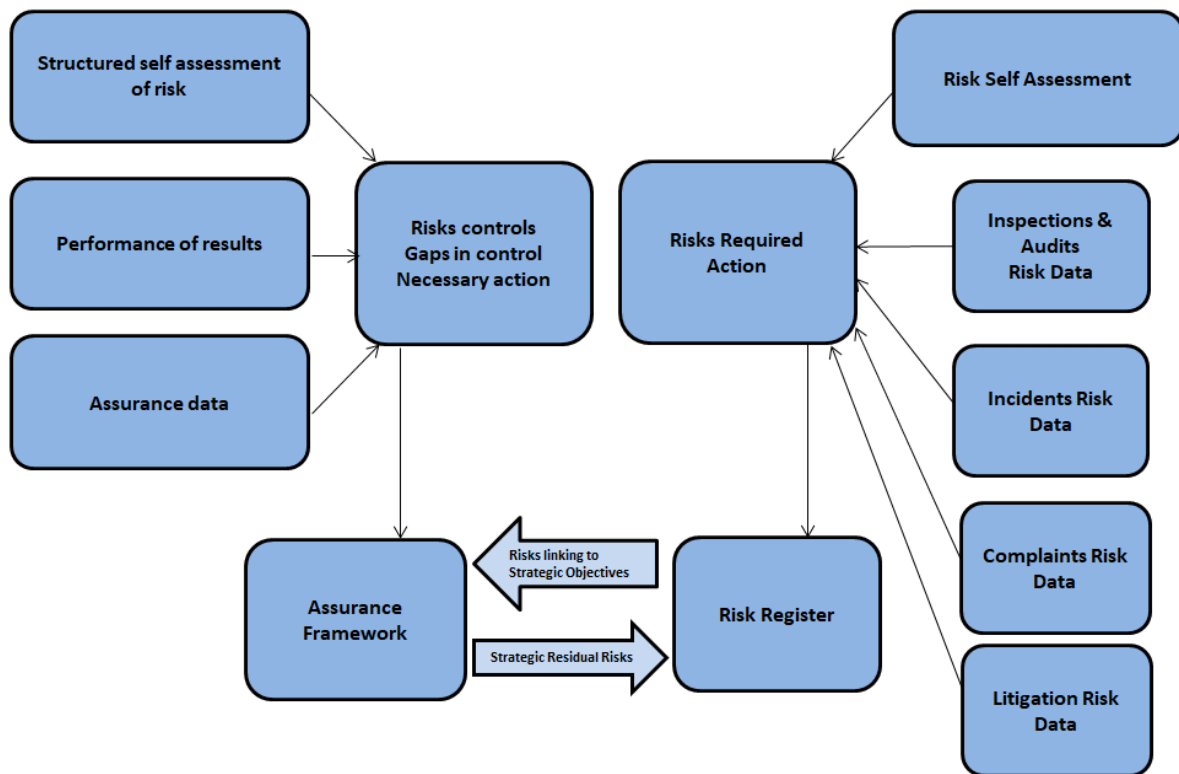 Structured self assessment
of risk
Risk Self Assessment
Performance of results
Risks controls
Gaps in control
Necessary action
Risks Required
Action
Inspections &
Audits
Risk Data
Assurance data
Incidents Risk
Data
Risks linking to
Strategic Objectives
Assurance
Framework
Risk Register
Complaints Risk
Data
Strategic Residual Risks
Litigation Risk
Data